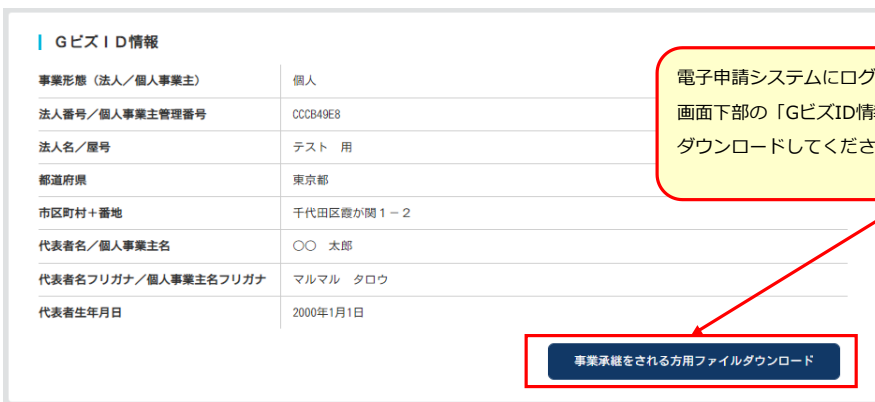 GビズID情報
事業形態（法人／個人事業主） 個人
法人番号／個人事業主管理番号 CCCB49E8
法人名／屋号 テスト　用
都道府県 東京都
市区町村＋番地 千代田区霞が関１－２
代表者名／個人事業主名 〇〇　太郎
代表者名フリガナ／個人事業主名フリガナ マルマル　タロウ
代表者生年月日 2000年1月1日
電子申請システムにログ
画面下部の「GビズID情
ダウンロードしてくださ
事業承継をされる方用ファイルダウンロード